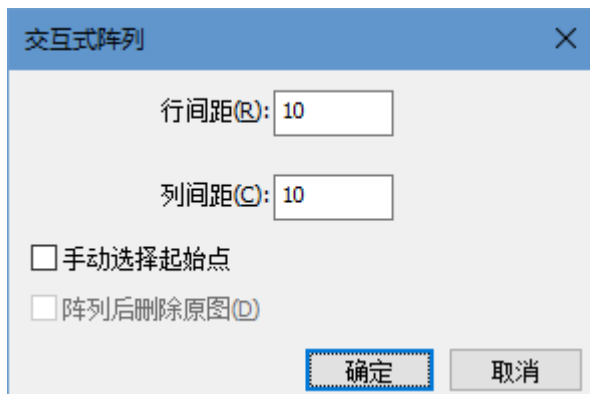 交互式阵列
行间距(R): 10
列间距(C): 10
手动选择起始点
阵列后删除原图(D)
确定 取消